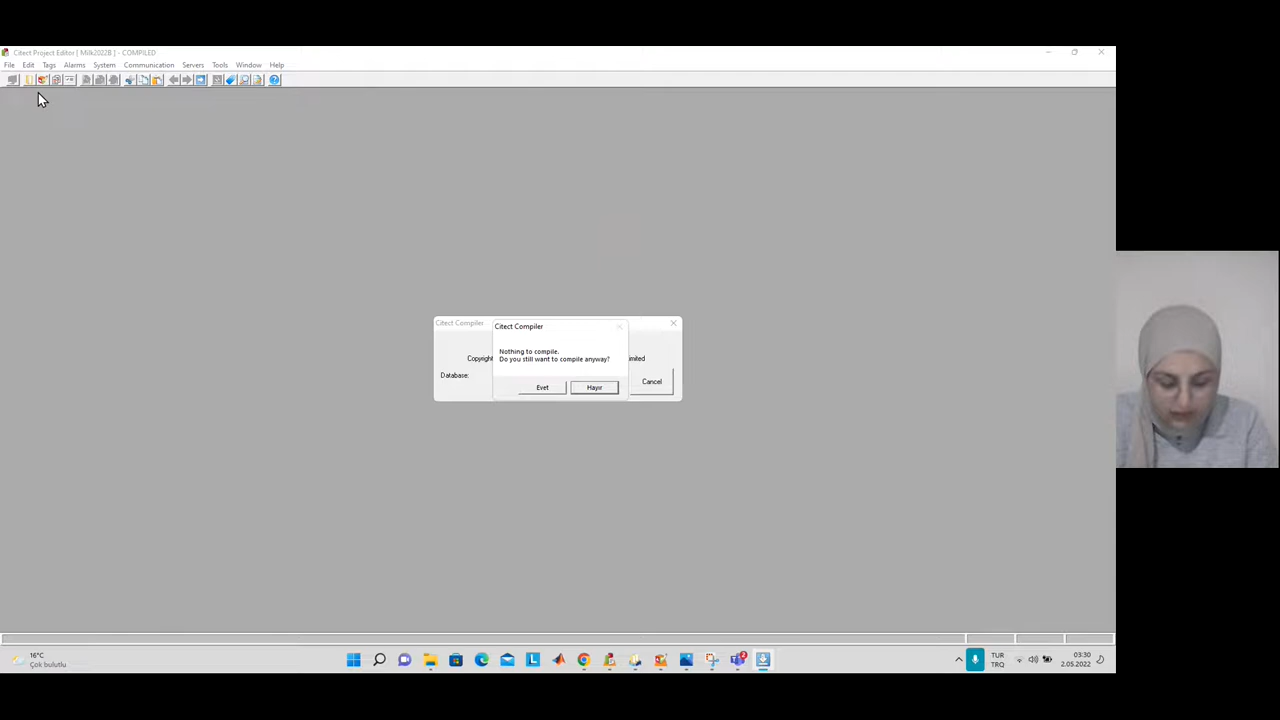 Citect Project Editor [ Milk2022B ] - COMPILED
File Edit Tags Alarms System Communication Servers Tools Window Help
Citect Compiler
Citect Compiler
Nothing to compile.
Do you still want to compile anyway?
Copyright
Database:
Evet
Hayır
Cancel
16°C
Çok bulutlu
TUR
TRQ
03:30
2.05.2022